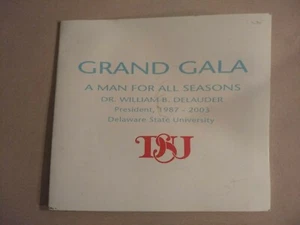 GRAND GALA
A MAN FOR ALL SEASONS
DR. WILLIAM B. DELAUDER
President, 1987 - 2003
Delaware State University
DSU